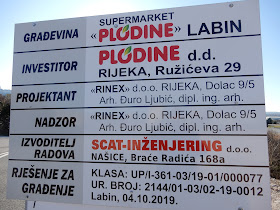 SUPERMARKET
GRAĐEVINA «PLODINE» LABIN
INVESTITOR PLODINE d.d.
RIJEKA, Ružićeva 29
PROJEKTANT «RINEX» d.o.o. RIJEKA, Dolac 9/5
Arh. Đuro Ljubić, dipl. ing. arh.
NADZOR «RINEX» d.o.o. RIJEKA, Dolac 9/5
Arh. Đuro Ljubić, dipl. ing. arh.
IZVODITELJ RADOVA SCAT-INŽENJERING d.o.o.
NAŠICE, Braće Radića 168a
RJEŠENJE ZA GRAĐENJE KLASA: UP/I-361-03/19-01/000077
UR. BROJ: 2144/01-03/02-19-0012
Labin, 04.10.2019.